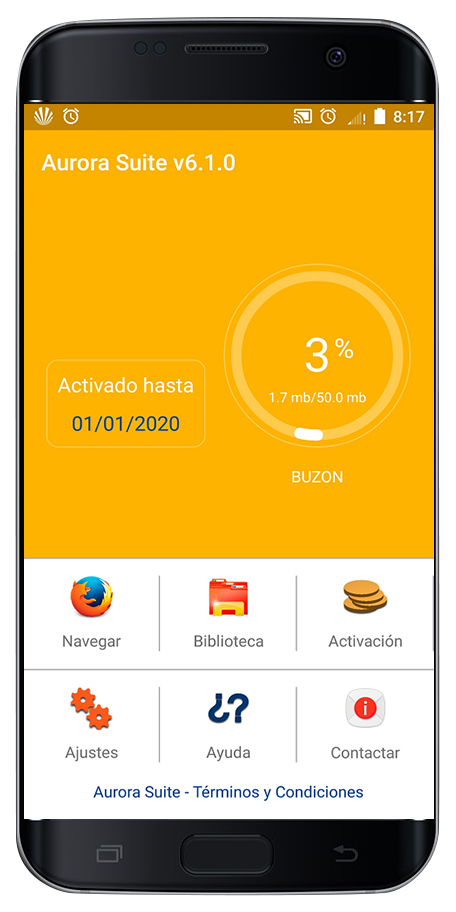 8:17
Aurora Suite v6.1.0
3%
Activado hasta
1.7 mb/50.0 mb
01/01/2020
BUZON
Navegar
Biblioteca
Activación
¿?
Ajustes
Ayuda
Contactar
Aurora Suite - Términos y Condiciones